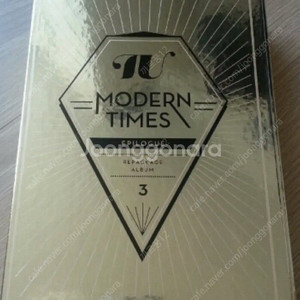 IU
MODERN
TIMES
EPILOGUE
Joonggonara
REPACKAGE
ALBUM
3